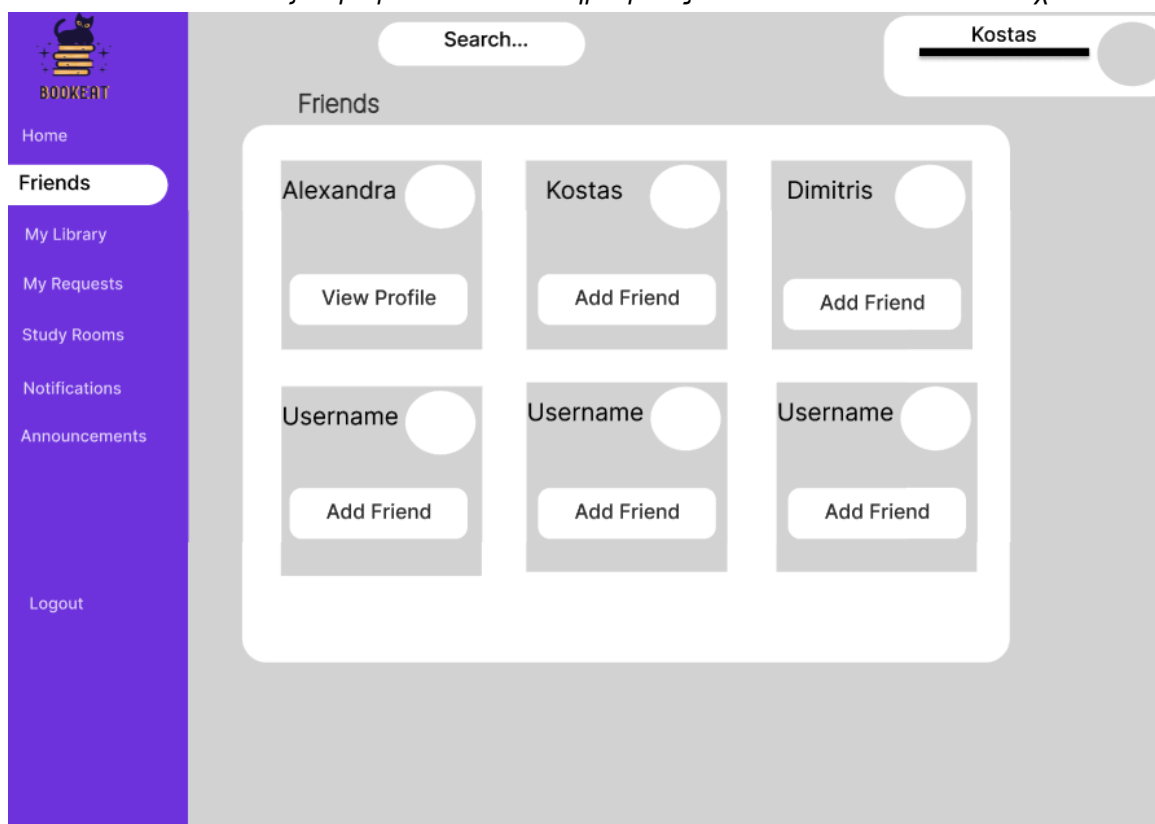 Search...
Kostas
BOOKEAT
Friends
Home
Friends
My Library
My Requests
Study Rooms
Notifications
Announcements
Logout
Alexandra
Kostas
Dimitris
View Profile
Add Friend
Add Friend
Username
Username
Username
Add Friend
Add Friend
Add Friend